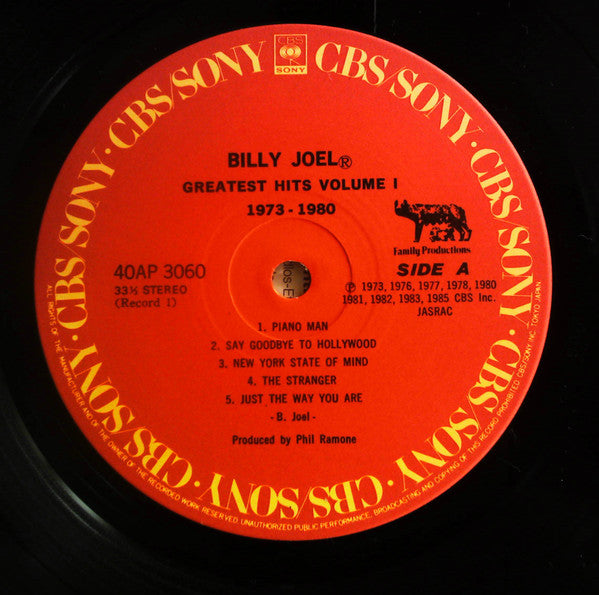 CBS/SONY · CBS/SONY · CBS/SONY · CBS/SONY · CBS/SONY · CBS/SONY · CBS SONY · CBS SONY ·
CBS
SONY
BILLY JOEL®
GREATEST HITS VOLUME I
1973-1980
Family Productions
40AP 3060
33⅓ STEREO
(Record 1)
SIDE A
Ⓟ 1973, 1976, 1977, 1978, 1980
1981, 1982, 1983, 1985 CBS Inc.
JASRAC
1. PIANO MAN
2. SAY GOODBYE TO HOLLYWOOD
3. NEW YORK STATE OF MIND
4. THE STRANGER
5. JUST THE WAY YOU ARE
- B. Joel -
Produced by Phil Ramone
ALL RIGHTS OF THE MANUFACTURER AND OF THE OWNER OF THE RECORDED WORK RESERVED. UNAUTHORIZED PUBLIC PERFORMANCE, BROADCASTING AND COPYING OF THIS RECORD PROHIBITED CBS/SONY INC. TOKYO JAPAN